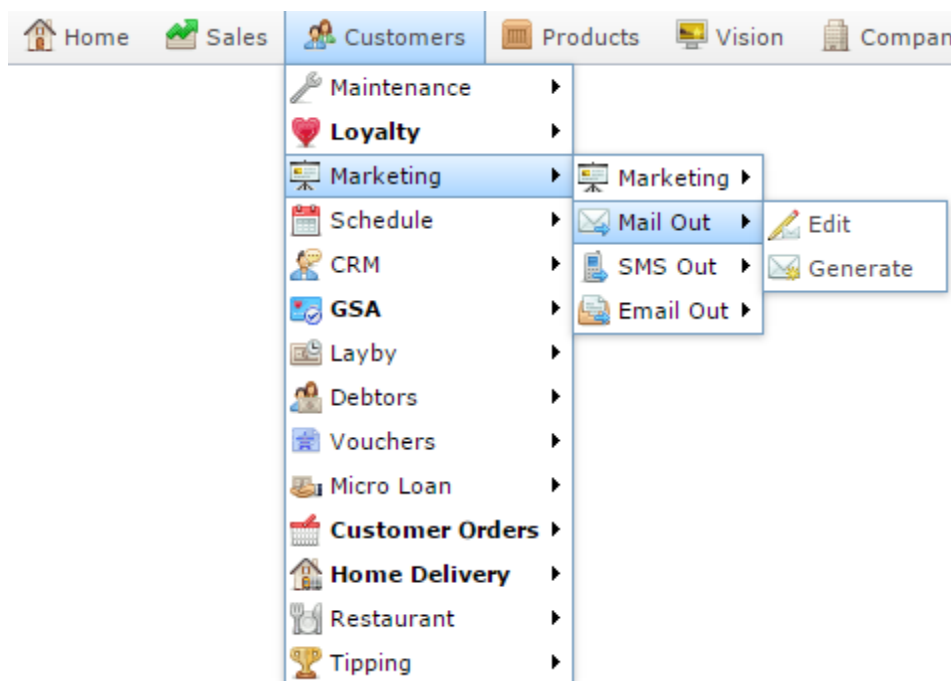 Home Sales Customers Products Vision Compan
Maintenance
Loyalty
Marketing Marketing
Schedule Mail Out Edit
CRM SMS Out Generate
GSA Email Out
Layby
Debtors
Vouchers
Micro Loan
Customer Orders
Home Delivery
Restaurant
Tipping